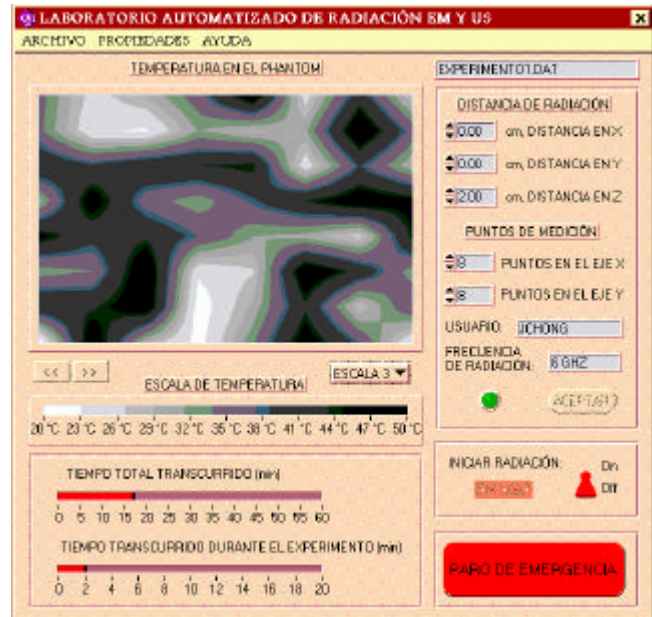 LABORATORIO AUTOMATIZADO DE RADIACIÓN EM Y US
ARCHIVO PROPIEDADES AYUDA
TEMPERATURA EN EL PHANTOM
EXPERIMENTO1.DAT
DISTANCIA DE RADIACIÓN
0.00 cm, DISTANCIA EN X
0.00 cm, DISTANCIA EN Y
2.00 cm. DISTANCIA EN Z
PUNTOS DE MEDICIÓN
PUNTOS EN EL EJE X
8 PUNTOS EN EL EJE Y
USUARIO: JCHONG
FRECUENCIA
DE RADIACIÓN: 6 GHZ
ACEPTAR
<< >>
ESCALA DE TEMPERATURA
ESCALA 3
20 °C 23 °C 26 °C 29 °C 32 °C 35 °C 38 °C 41 °C 44 °C 47 °C 50 °C
TIEMPO TOTAL TRANSCURRIDO (min)
0 5 10 15 20 25 30 35 40 45 50 55 60
TIEMPO TRANSCURRIDO DURANTE EL EXPERIMENTO (min)
0 2 4 6 8 10 12 14 16 18 20
INICIAR RADIACIÓN:
On
Off
EN USO
PARO DE EMERGENCIA